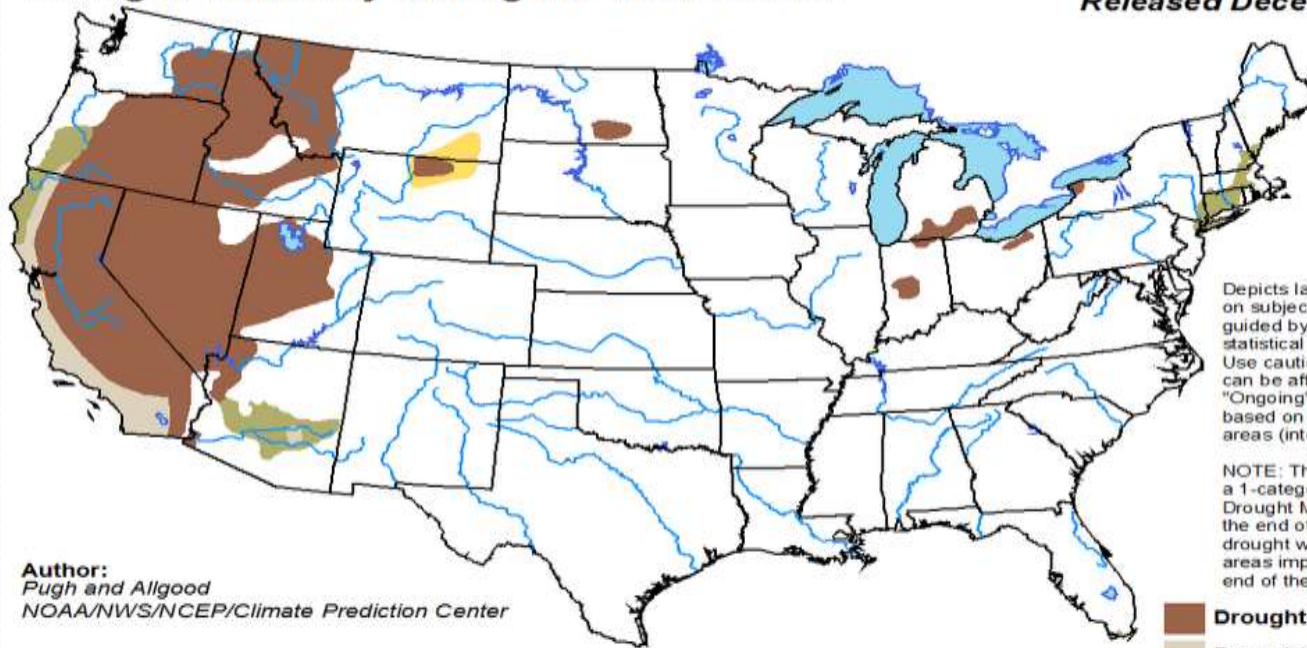 Released Dece
Depicts la
on subjec
guided by
statistical
Use cauti
can be aff
"Ongoing"
based on
areas (int
NOTE: Th
a 1-categ
Drought M
the end of
drought w
areas imp
end of the
Author:
Pugh and Allgood
NOAA/NWS/NCEP/Climate Prediction Center
Drought